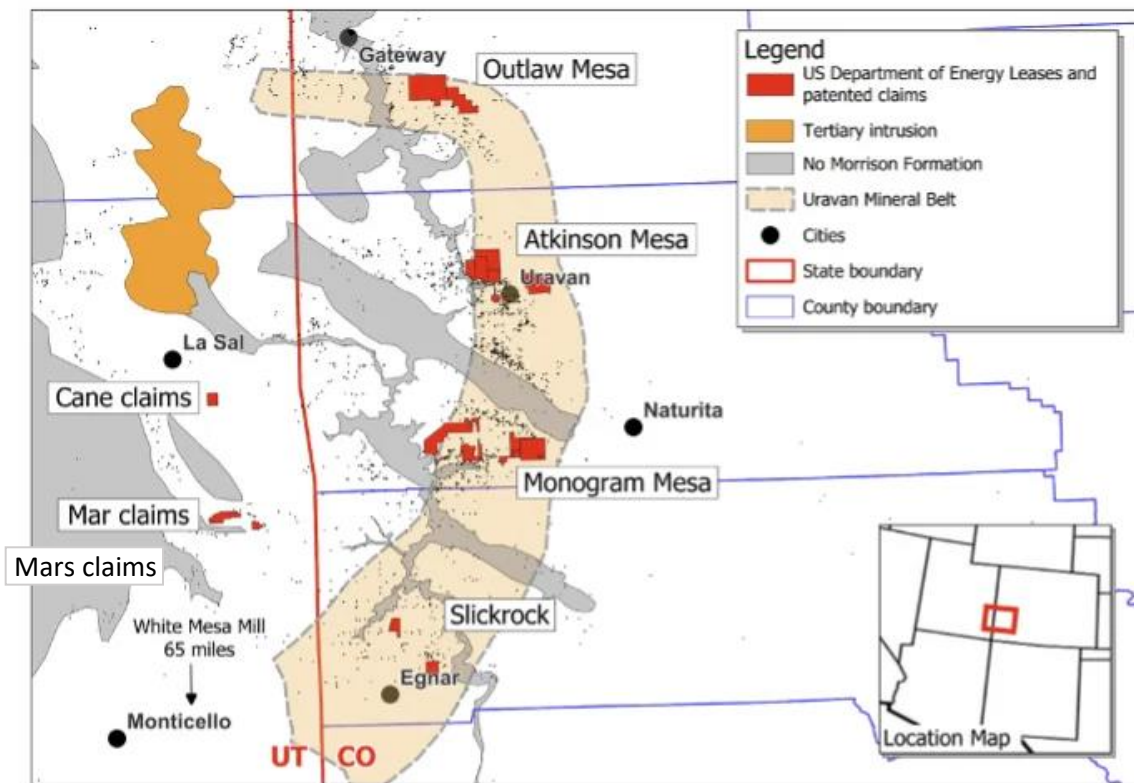 Gateway
Outlaw Mesa
Legend
US Department of Energy Leases and
patented claims
Tertiary intrusion
No Morrison Formation
Uravan Mineral Belt
Cities
State boundary
County boundary
Atkinson Mesa
Uravan
La Sal
Cane claims
Naturita
Monogram Mesa
Mar claims
Mars claims
Slickrock
White Mesa Mill
65 miles
Egnar
Monticello
UT CO
Location Map